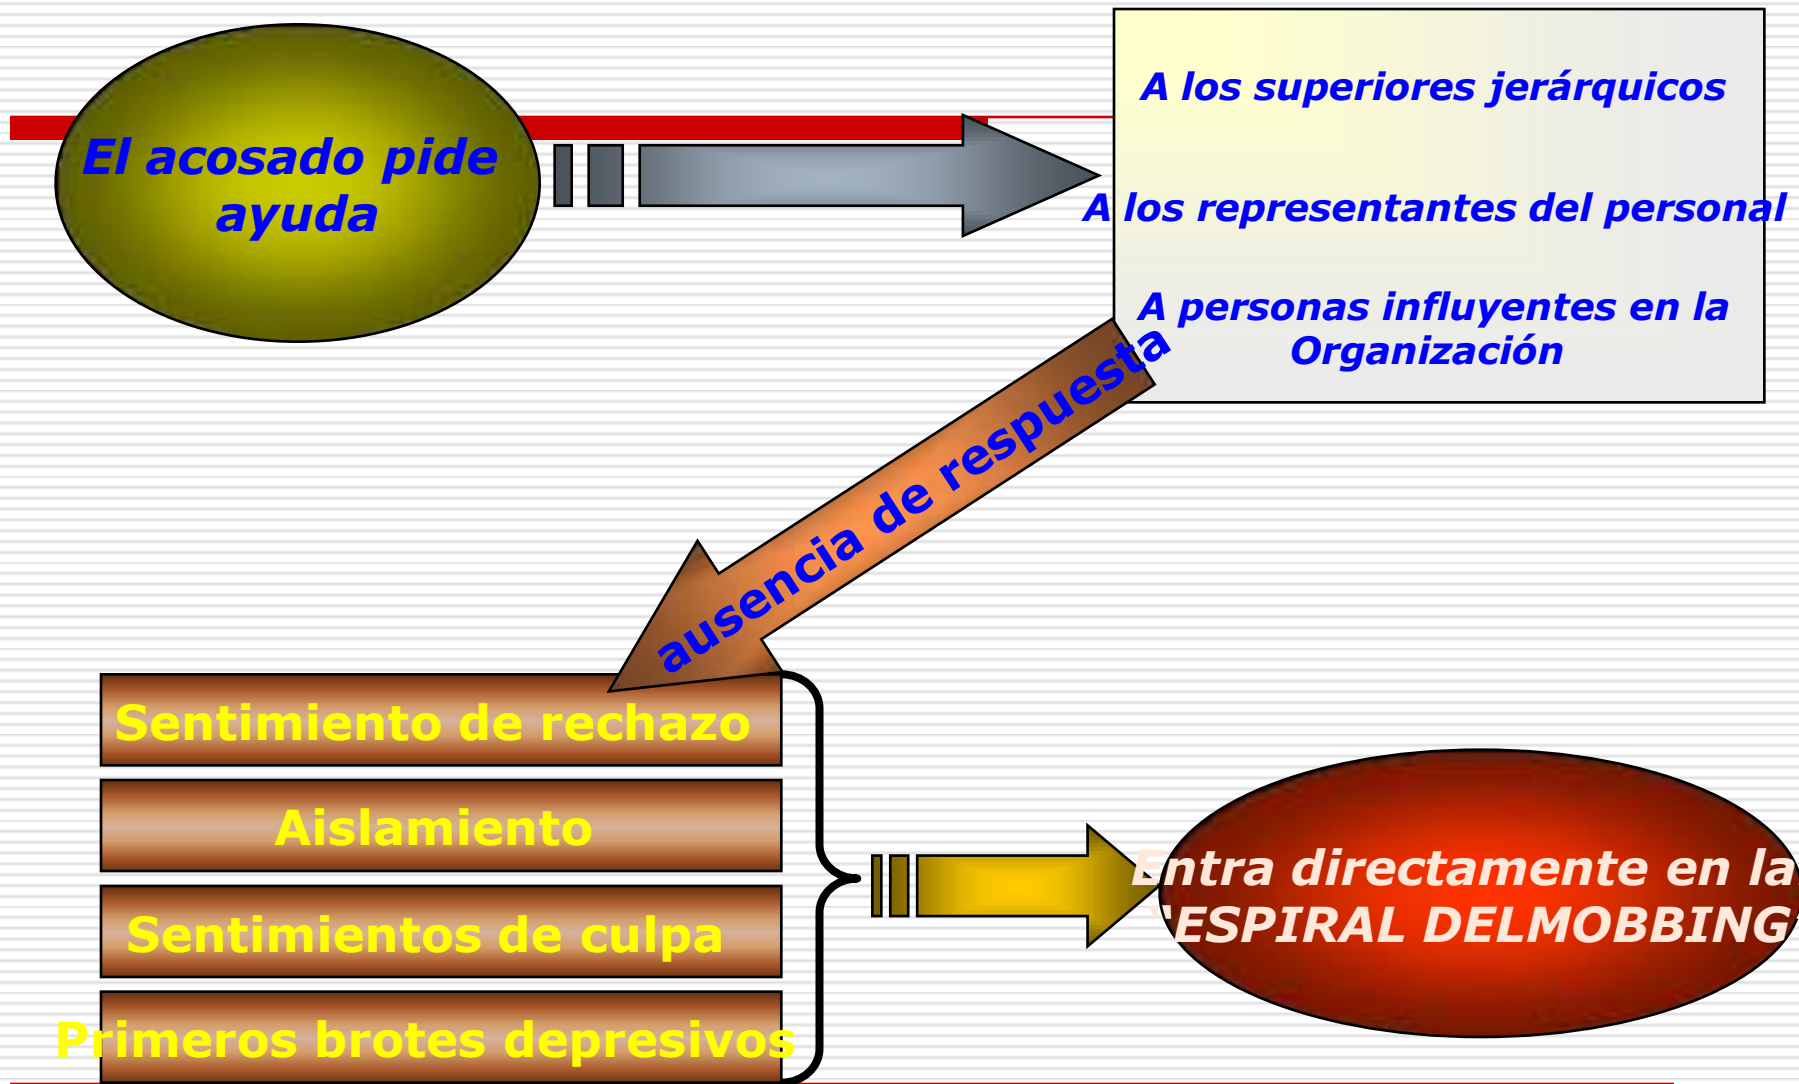 El acosado pide
ayuda
A los superiores jerárquicos
A los representantes del personal
A personas influyentes en la
Organización
ausencia de respuesta
Sentimiento de rechazo
Aislamiento
Sentimientos de culpa
Primeros brotes depresivos
Entra directamente en la
“ESPIRAL DELMOBBING